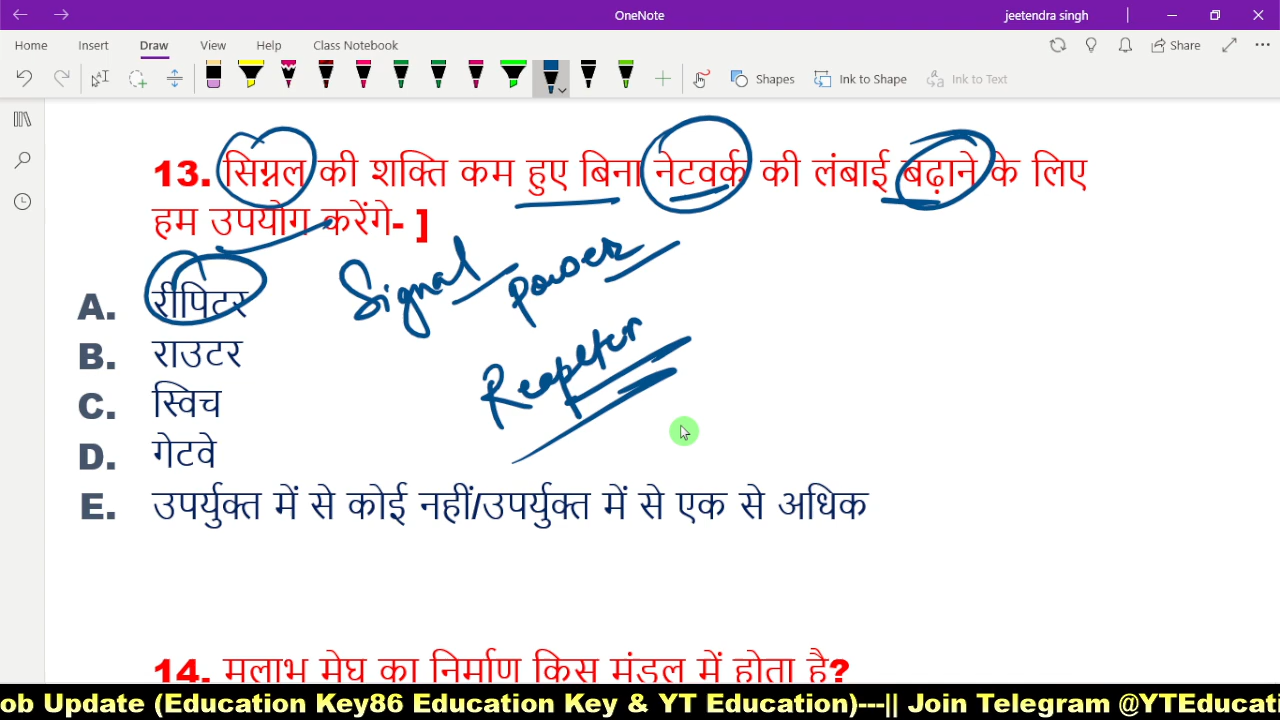 OneNote
jeetendra singh
Home Insert Draw View Help Class Notebook
Share
Shapes Ink to Shape Ink to Text
13. सिग्नल की शक्ति कम हुए बिना नेटवर्क की लंबाई बढ़ाने के लिए
हम उपयोग करेंगे- ]
Signal Power
A. रीपिटर
B. राउटर
Reapeter
C. स्विच
D. गेटवे
E. उपर्युक्त में से कोई नहीं/उपर्युक्त में से एक से अधिक
14. मलाभ मेघ का निर्माण किस मंडल में होता है?
ob Update (Education Key86 Education Key & YT Education)---|| Join Telegram @YTEducati